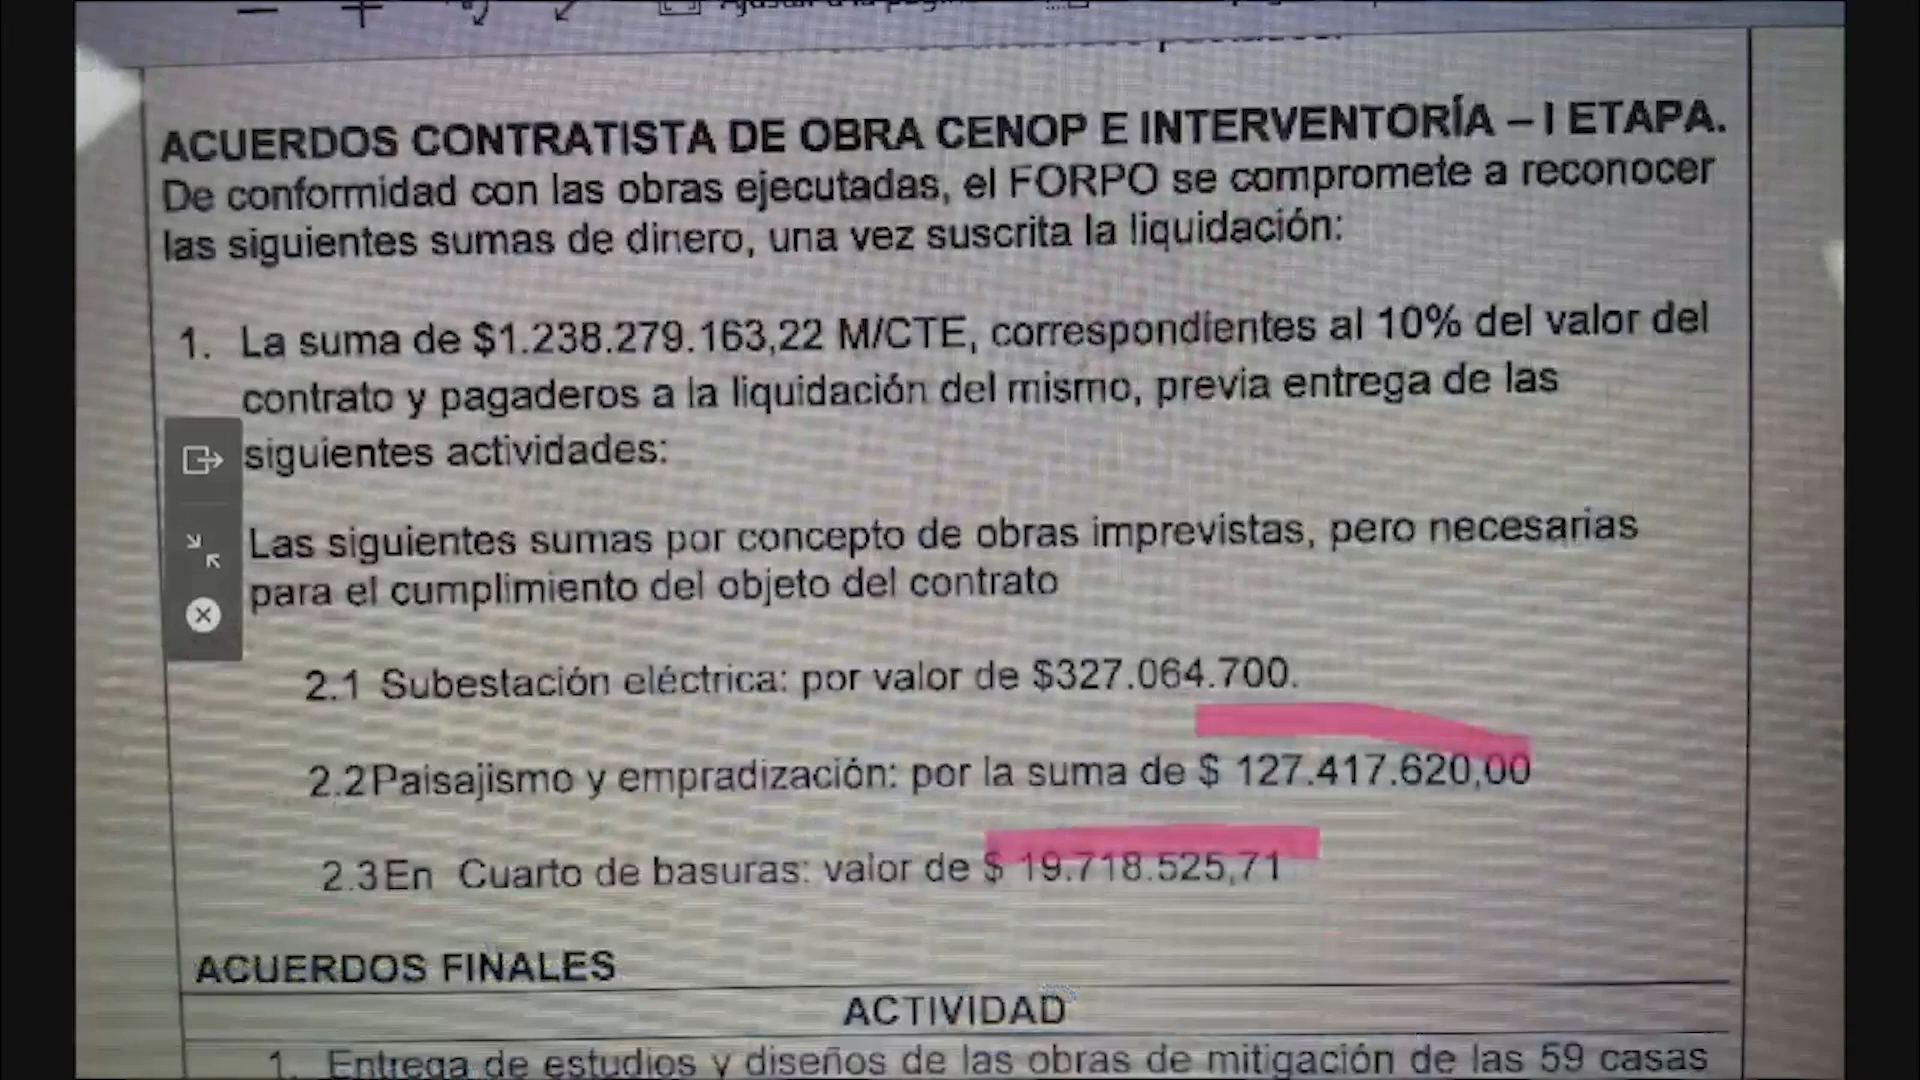 ACUERDOS CONTRATISTA DE OBRA CENOP E INTERVENTORÍA – I ETAPA.
De conformidad con las obras ejecutadas, el FORPO se compromete a reconocer
las siguientes sumas de dinero, una vez suscrita la liquidación:
1. La suma de $1.238.279.163,22 M/CTE, correspondientes al 10% del valor del
contrato y pagaderos a la liquidación del mismo, previa entrega de las
siguientes actividades:
Las siguientes sumas por concepto de obras imprevistas, pero necesarias
para el cumplimiento del objeto del contrato
2.1 Subestación eléctrica: por valor de $327.064.700.
2.2 Paisajismo y empradización: por la suma de $ 127.417.620,00
2.3 En Cuarto de basuras: valor de $ 19.718.525,71
ACUERDOS FINALES
ACTIVIDAD
1. Entrega de estudios y diseños de las obras de mitigación de las 59 casas